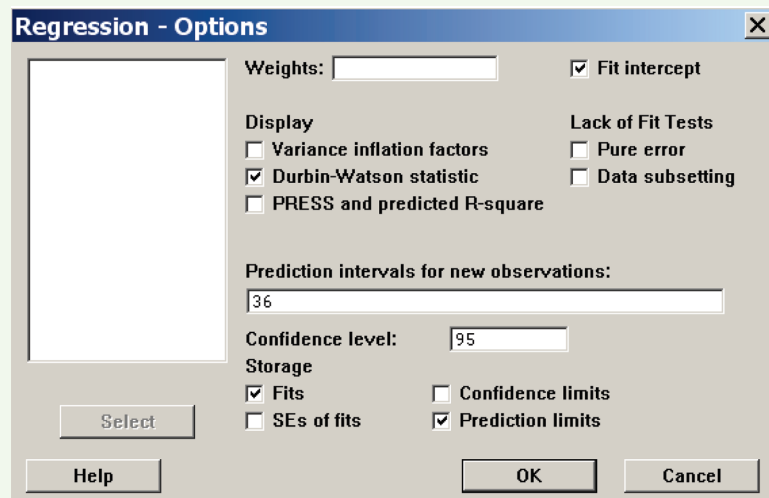 Regression - Options
Weights:
Fit intercept
Display
Lack of Fit Tests
Variance inflation factors
Pure error
Durbin-Watson statistic
Data subsetting
PRESS and predicted R-square
Prediction intervals for new observations:
36
Confidence level: 95
Storage
Fits
Confidence limits
SEs of fits
Prediction limits
Select
Help
OK
Cancel